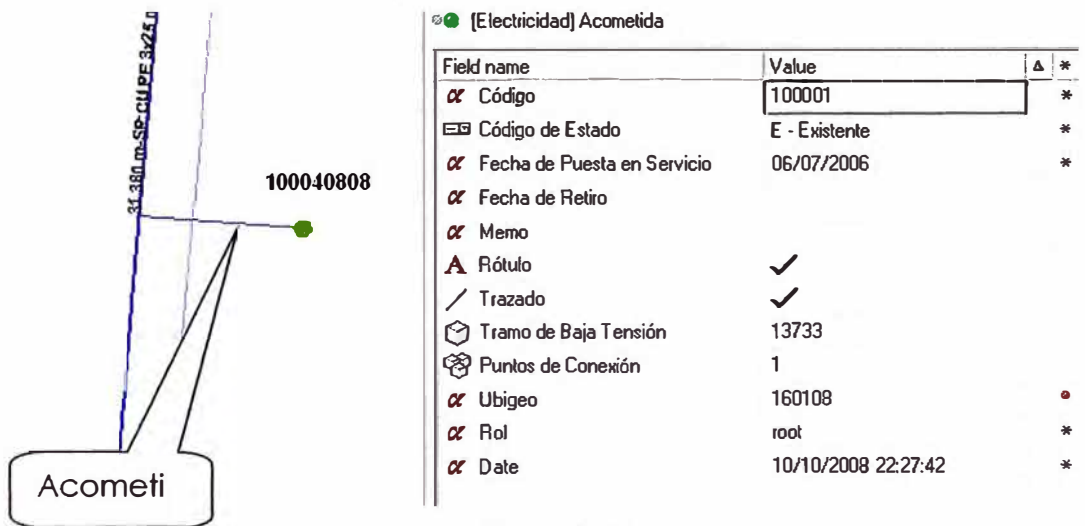 31.380 m-SP:CU PE 3x25.0
100040808
Acometi
[Electricidad] Acometida
Field name Value Δ *
α Código 100001 *
Código de Estado E - Existente *
α Fecha de Puesta en Servicio 06/07/2006 *
α Fecha de Retiro
α Memo
A Rótulo ✓
Trazado ✓
Tramo de Baja Tensión 13733
Puntos de Conexión 1
α Ubigeo 160108
α Rol root *
α Date 10/10/2008 22:27:42 *